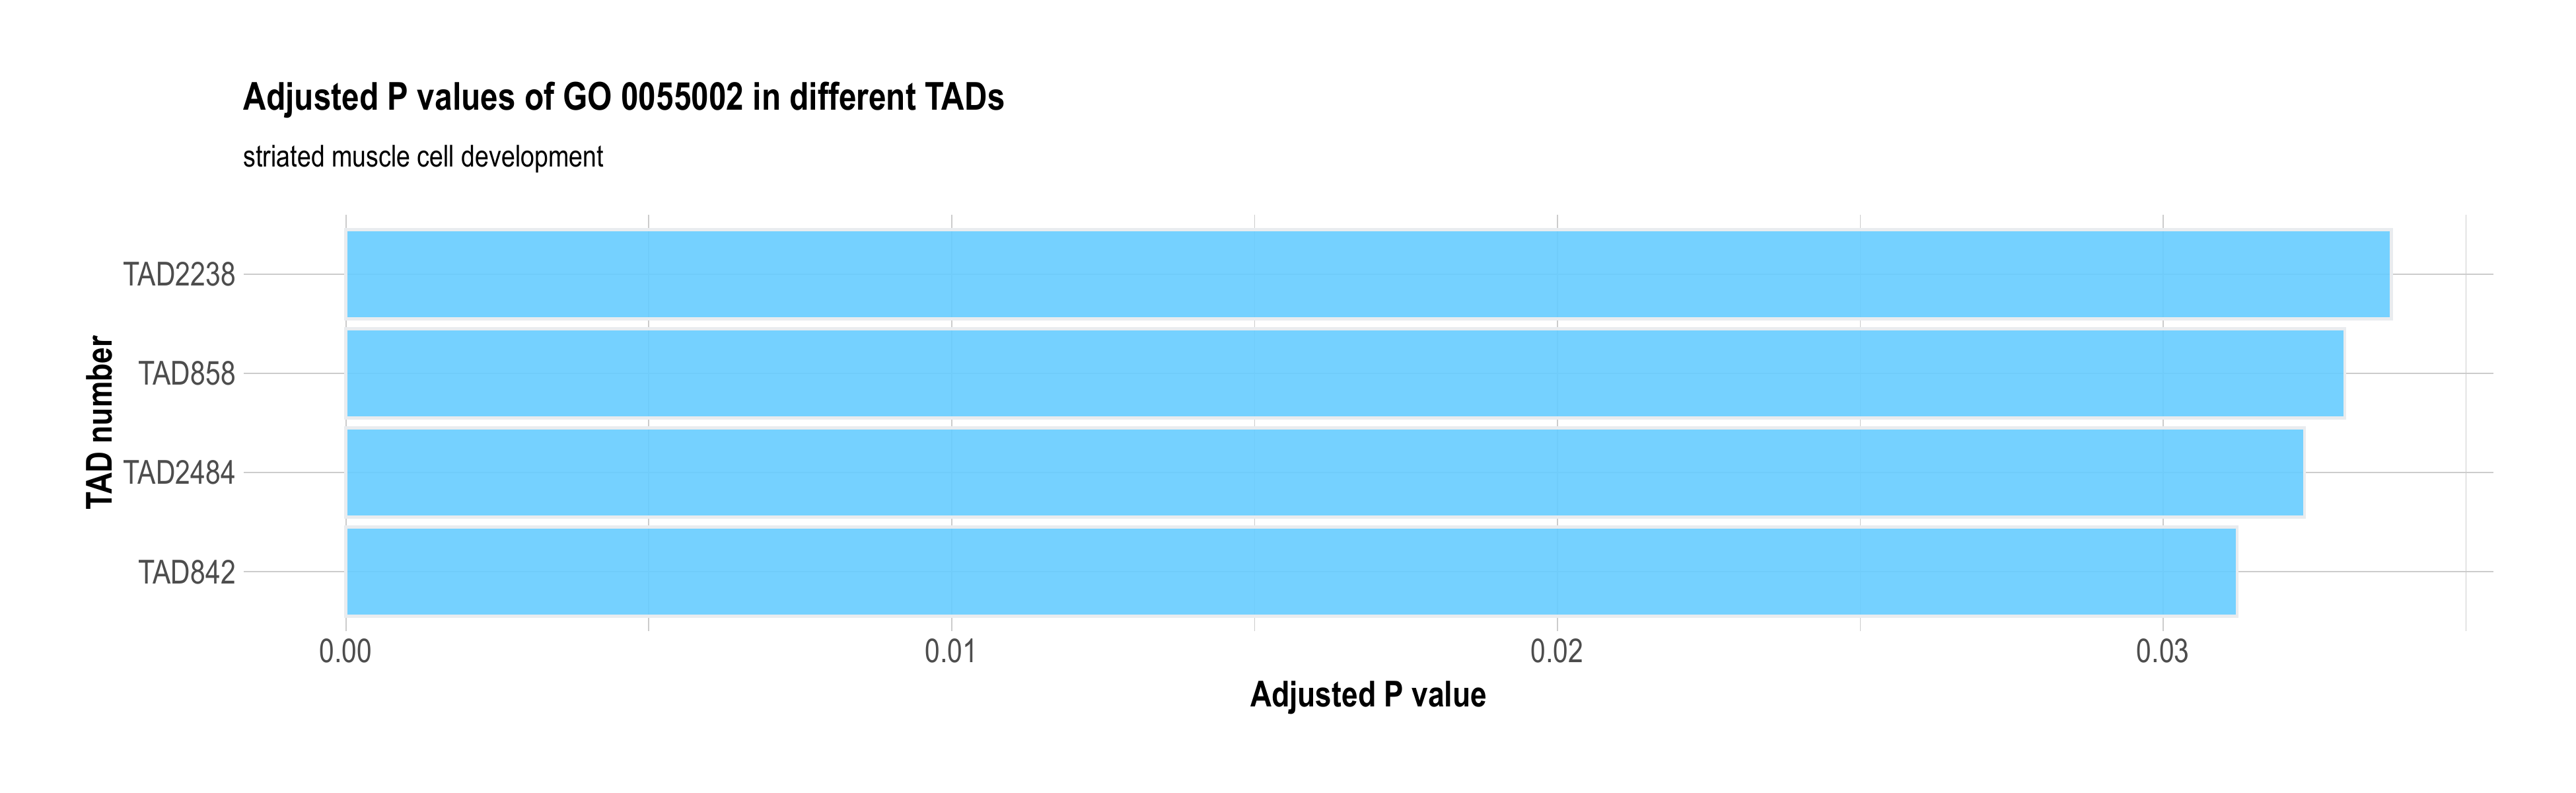 Adjusted P values of GO 0055002 in different TADs
striated muscle cell development
TAD number
TAD2238
TAD858
TAD2484
TAD842
0.00 0.01 0.02 0.03
Adjusted P value